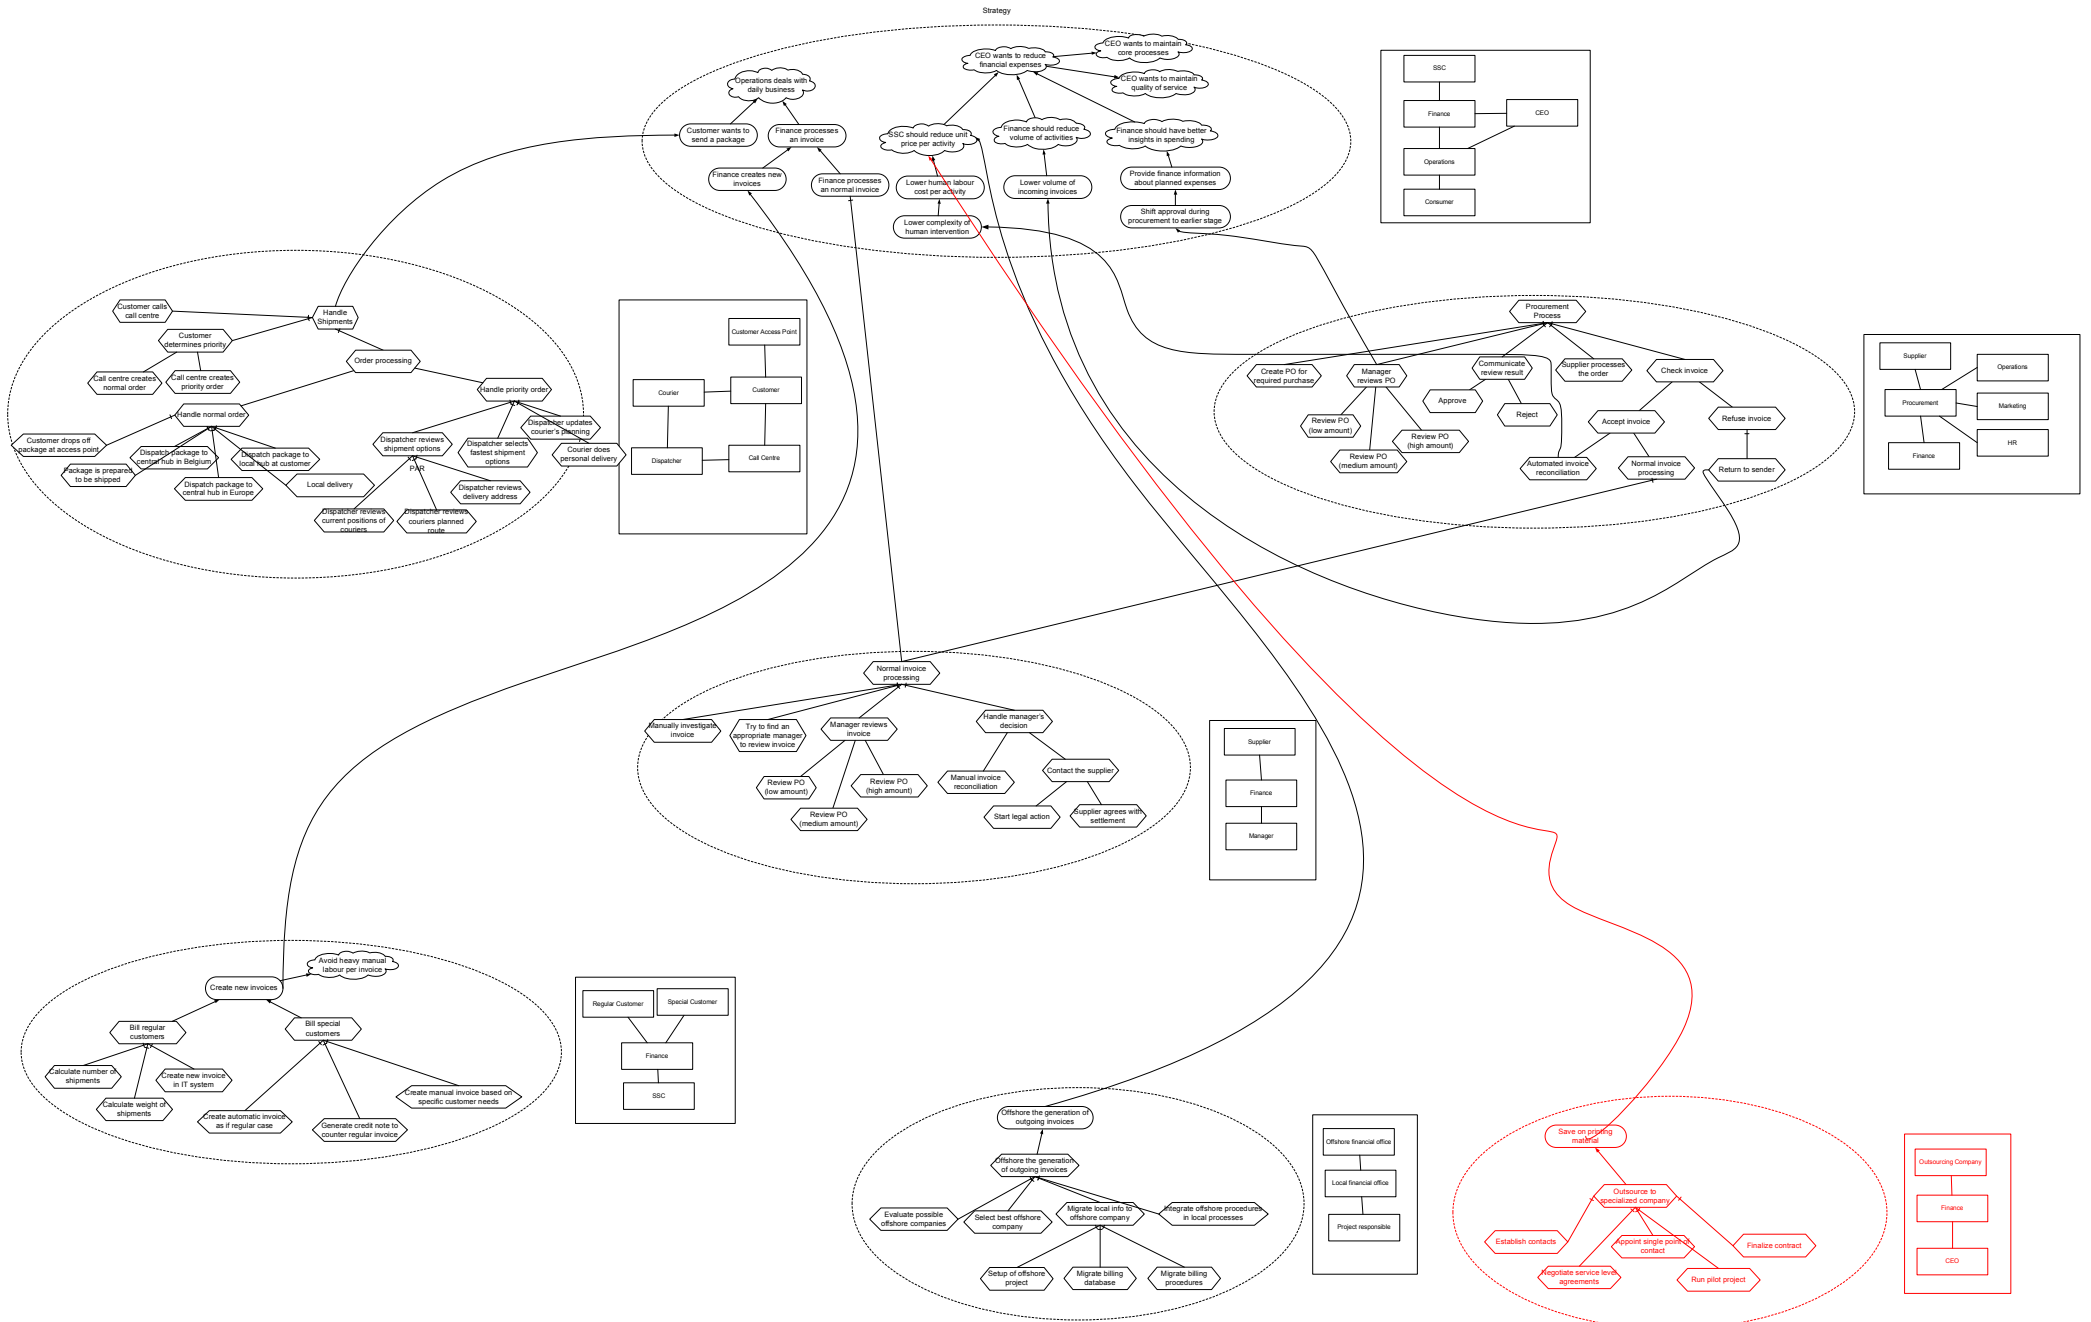 Strategy
CEO wants to reduce
financial expenses
CEO wants to maintain
core processes
CEO wants to maintain
quality of service
Operations deals with
daily business
Customer wants to
send a package
Finance processes
an invoice
SSC should reduce unit
price per activity
Finance should reduce
volume of activities
Finance should have better
insights in spending
Finance creates new
invoices
Finance processes
an normal invoice
Lower human labour
cost per activity
Lower volume of
incoming invoices
Provide finance information
about planned expenses
Lower complexity of
human intervention
Shift approval during
procurement to earlier stage
SSC
Finance
CEO
Operations
Consumer
Customer calls
call centre
Handle
Shipments
Customer
determines priority
Order processing
Call centre creates
normal order
Call centre creates
priority order
Handle priority order
Handle normal order
Customer drops off
package at access point
Dispatch package to
central hub in Belgium
Package is prepared
to be shipped
Dispatch package to
local hub at customer
Dispatch package to
central hub in Europe
Local delivery
Dispatcher reviews
shipment options
PAR
Dispatcher selects
fastest shipment
options
Dispatcher updates
courier's planning
Courier does
personal delivery
Dispatcher reviews
delivery address
Dispatcher reviews
current positions of
couriers
Dispatcher reviews
couriers planned
route
Customer Access Point
Courier
Customer
Dispatcher
Call Centre
Procurement
Process
Create PO for
required purchase
Manager
reviews PO
Communicate
review result
Supplier processes
the order
Check invoice
Approve
Reject
Review PO
(low amount)
Review PO
(high amount)
Review PO
(medium amount)
Accept invoice
Refuse invoice
Automated invoice
reconciliation
Normal invoice
processing
Return to sender
Supplier
Operations
Procurement
Marketing
HR
Finance
Normal invoice
processing
Manually investigate
invoice
Try to find an
appropriate manager
to review invoice
Manager reviews
invoice
Handle manager's
decision
Review PO
(low amount)
Review PO
(high amount)
Review PO
(medium amount)
Manual invoice
reconciliation
Contact the supplier
Start legal action
Supplier agrees with
settlement
Supplier
Finance
Manager
Avoid heavy manual
labour per invoice
Create new invoices
Bill regular
customers
Bill special
customers
Calculate number of
shipments
Create new invoice
in IT system
Calculate weight of
shipments
Create automatic invoice
as if regular case
Generate credit note to
counter regular invoice
Create manual invoice based on
specific customer needs
Regular Customer
Special Customer
Finance
SSC
Offshore the generation of
outgoing invoices
Offshore the generation
of outgoing invoices
Evaluate possible
offshore companies
Select best offshore
company
Migrate local info to
offshore company
Integrate offshore procedures
in local processes
Setup of offshore
project
Migrate billing
database
Migrate billing
procedures
Offshore financial office
Local financial office
Project responsible
Save on printing
material
Outsource to
specialized company
Establish contacts
Appoint single point of
contact
Finalize contract
Negotiate service level
agreements
Run pilot project
Outsourcing Company
Finance
CEO